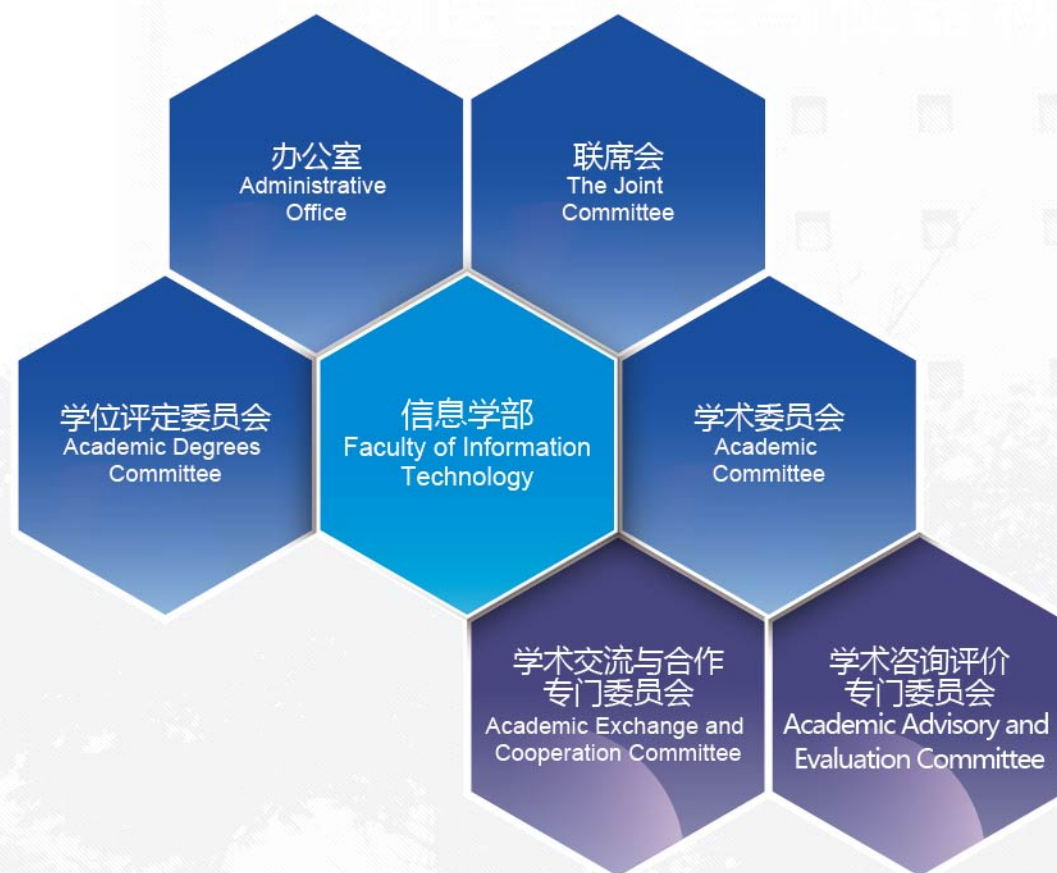 办公室
Administrative
Office
联席会
The Joint
Committee
学位评定委员会
Academic Degrees
Committee
信息学部
Faculty of Information
Technology
学术委员会
Academic
Committee
学术交流与合作
专门委员会
Academic Exchange and
Cooperation Committee
学术咨询评价
专门委员会
Academic Advisory and
Evaluation Committee